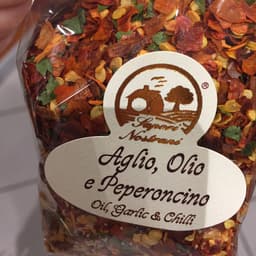 ®
Sapori
Nostrani
Aglio, Olio
e Peperoncino
Oil, Garlic & Chilli